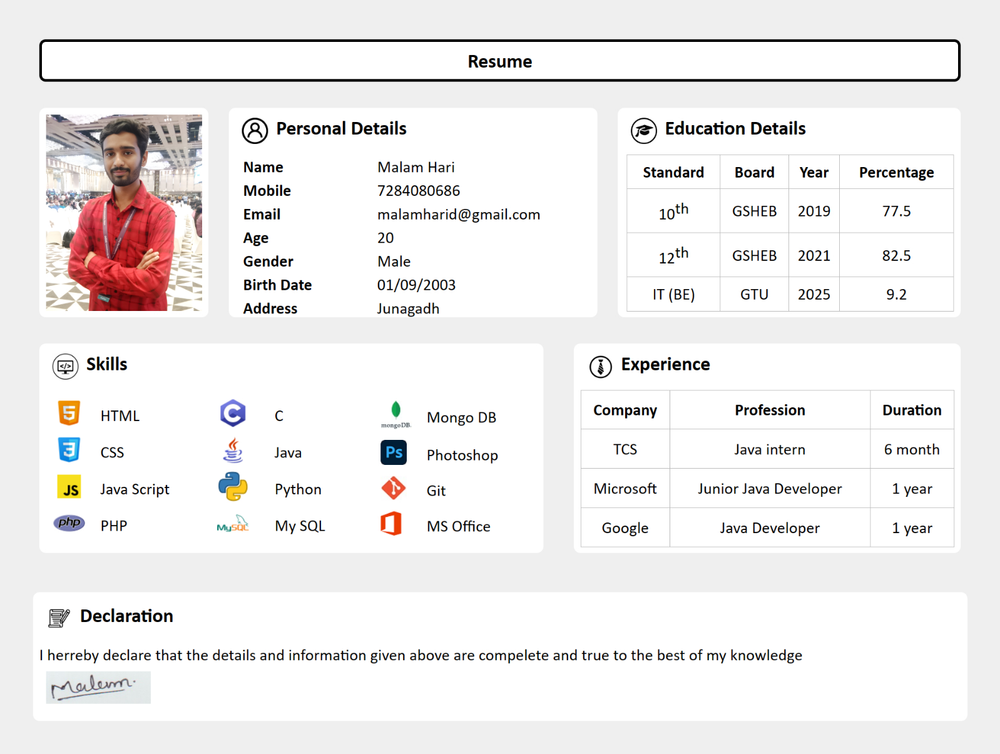 Resume
Personal Details
Name Malam Hari
Mobile 7284080686
Email malamharid@gmail.com
Age 20
Gender Male
Birth Date 01/09/2003
Address Junagadh
Education Details
Standard Board Year Percentage
10th GSHEB 2019 77.5
12th GSHEB 2021 82.5
IT (BE) GTU 2025 9.2
Skills
5 HTML C C mongoDB. Mongo DB
3 CSS Java Ps Photoshop
JS Java Script Python Git
php PHP MySQL My SQL MS Office
Experience
Company Profession Duration
TCS Java intern 6 month
Microsoft Junior Java Developer 1 year
Google Java Developer 1 year
Declaration
I herreby declare that the details and information given above are compelete and true to the best of my knowledge
Malam.